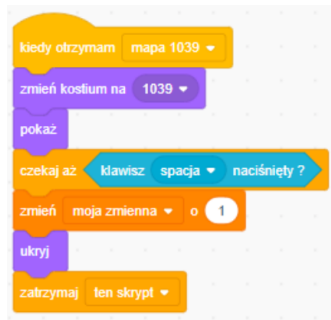 kiedy otrzymam mapa 1039
zmień kostium na 1039
pokaż
czekaj aż klawisz spacja naciśnięty ?
zmień moja zmienna o 1
ukryj
zatrzymaj ten skrypt